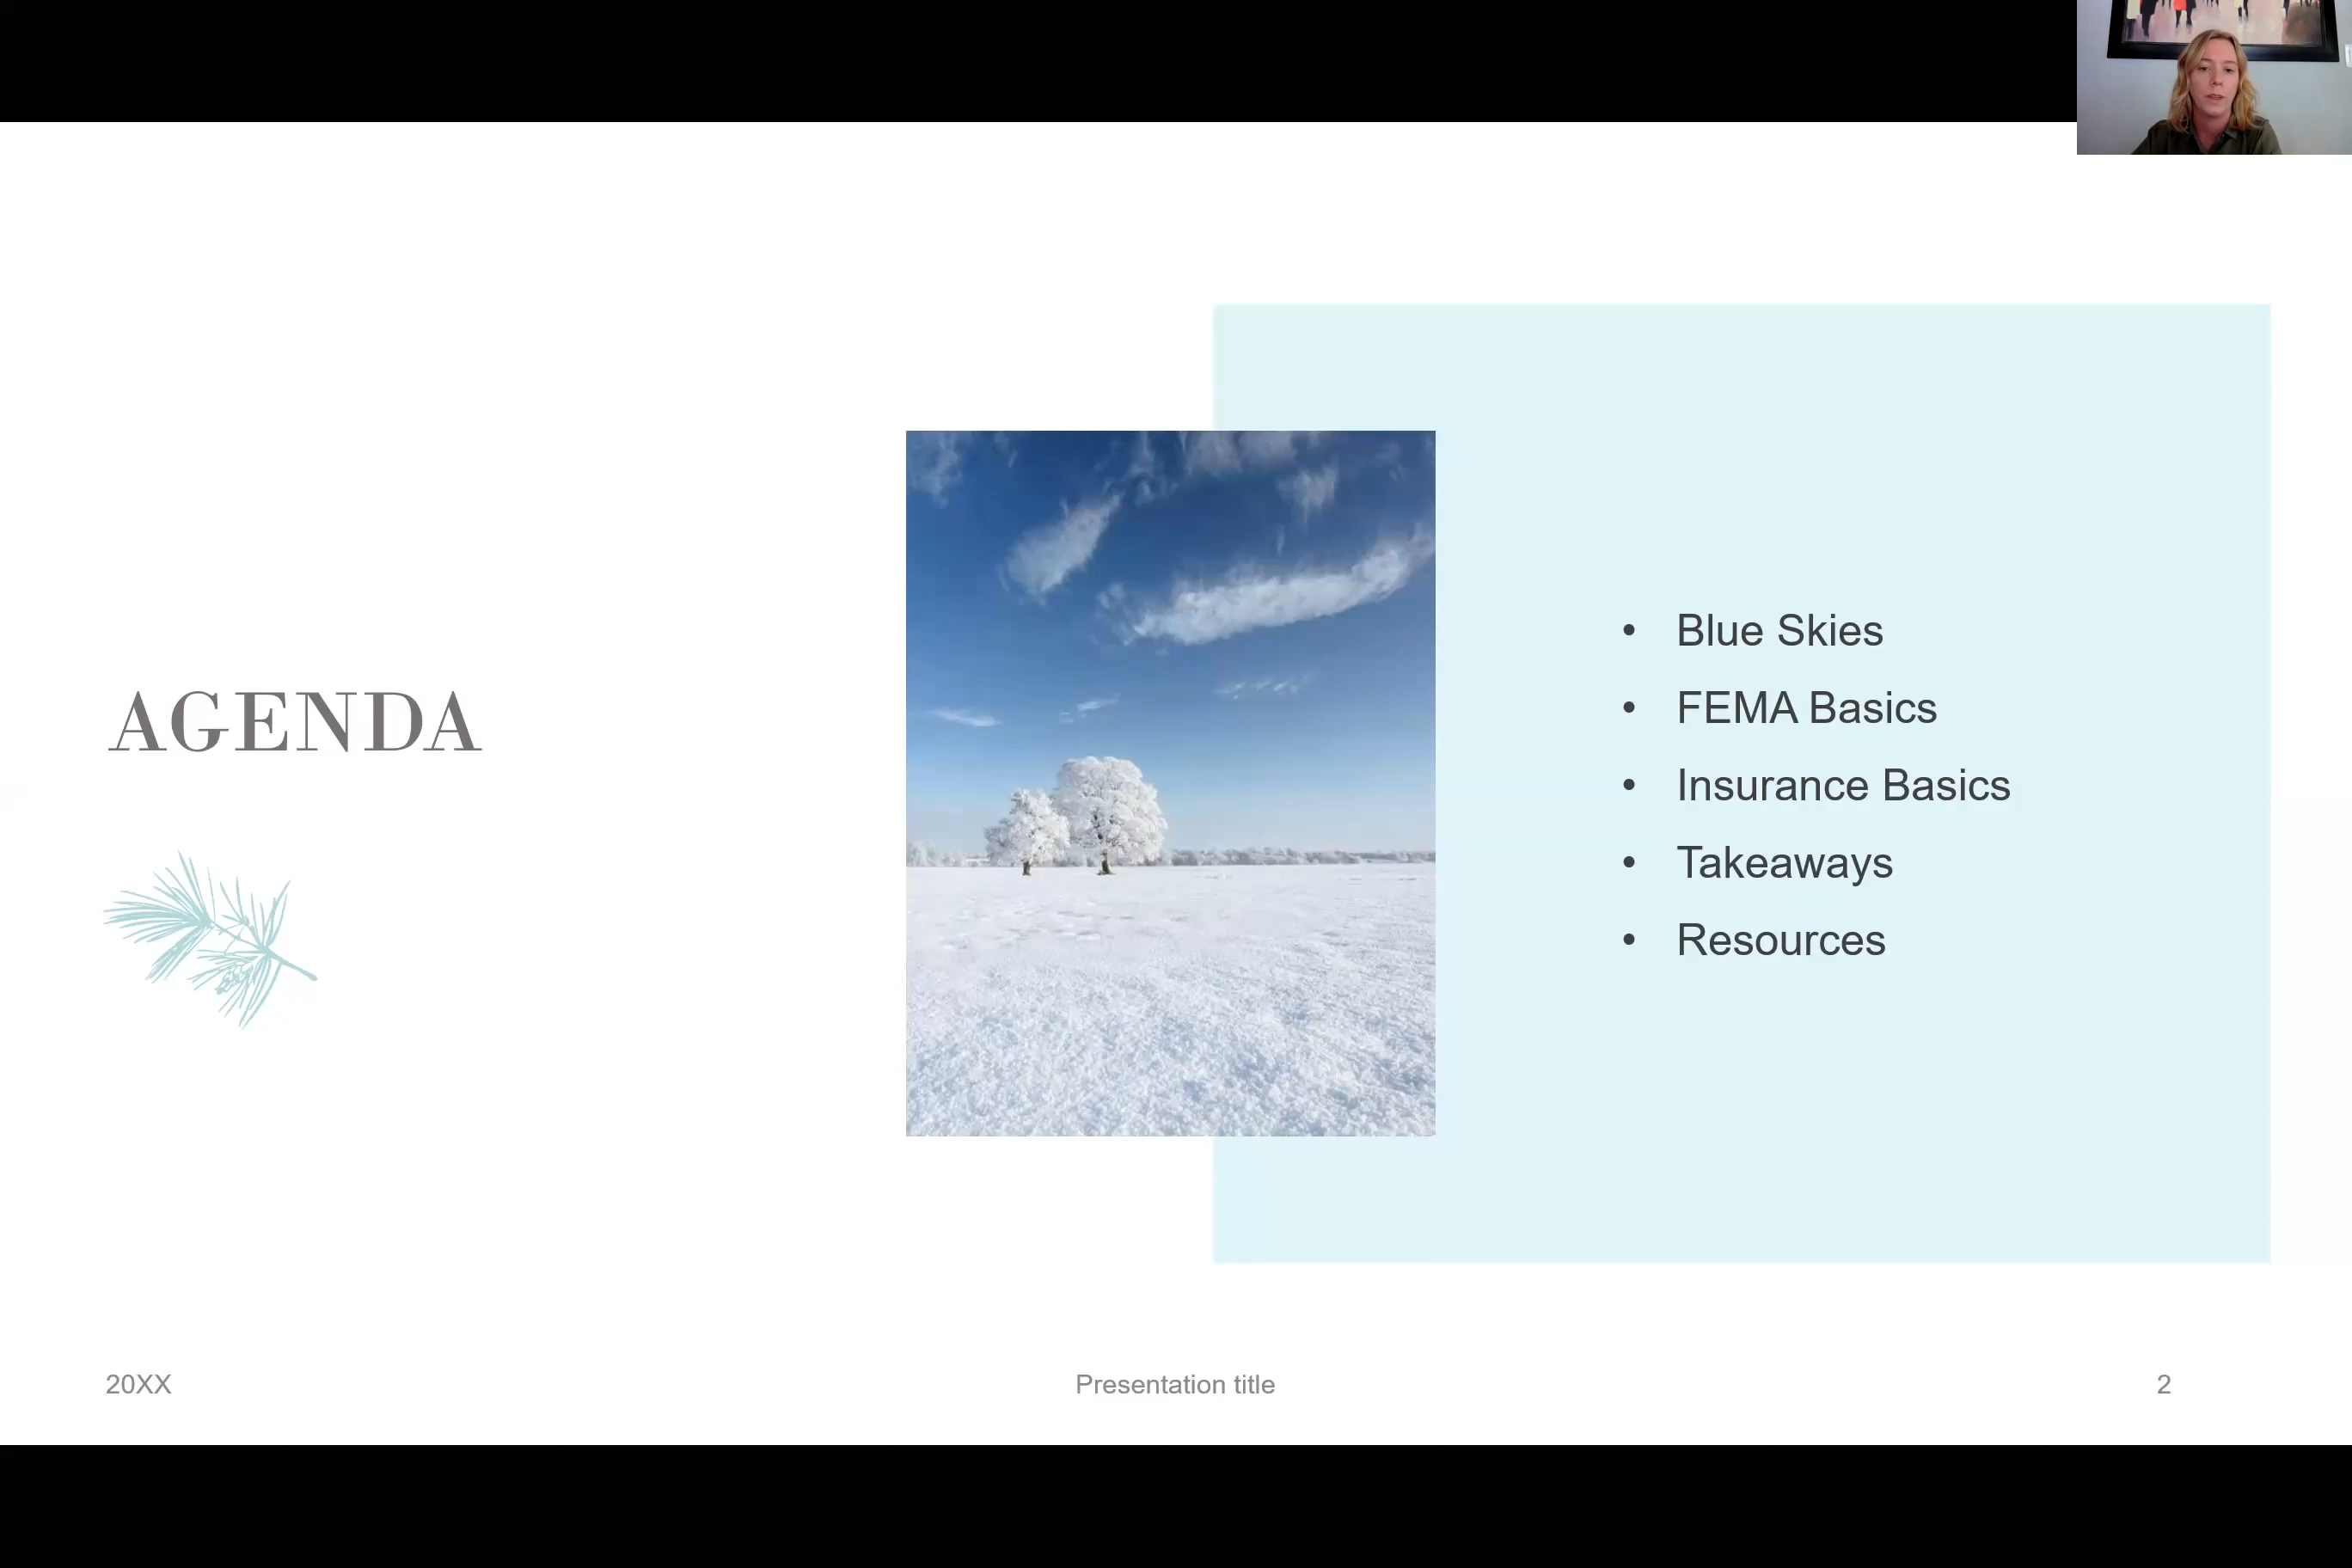 AGENDA
• Blue Skies
• FEMA Basics
• Insurance Basics
• Takeaways
• Resources
20XX
Presentation title
2